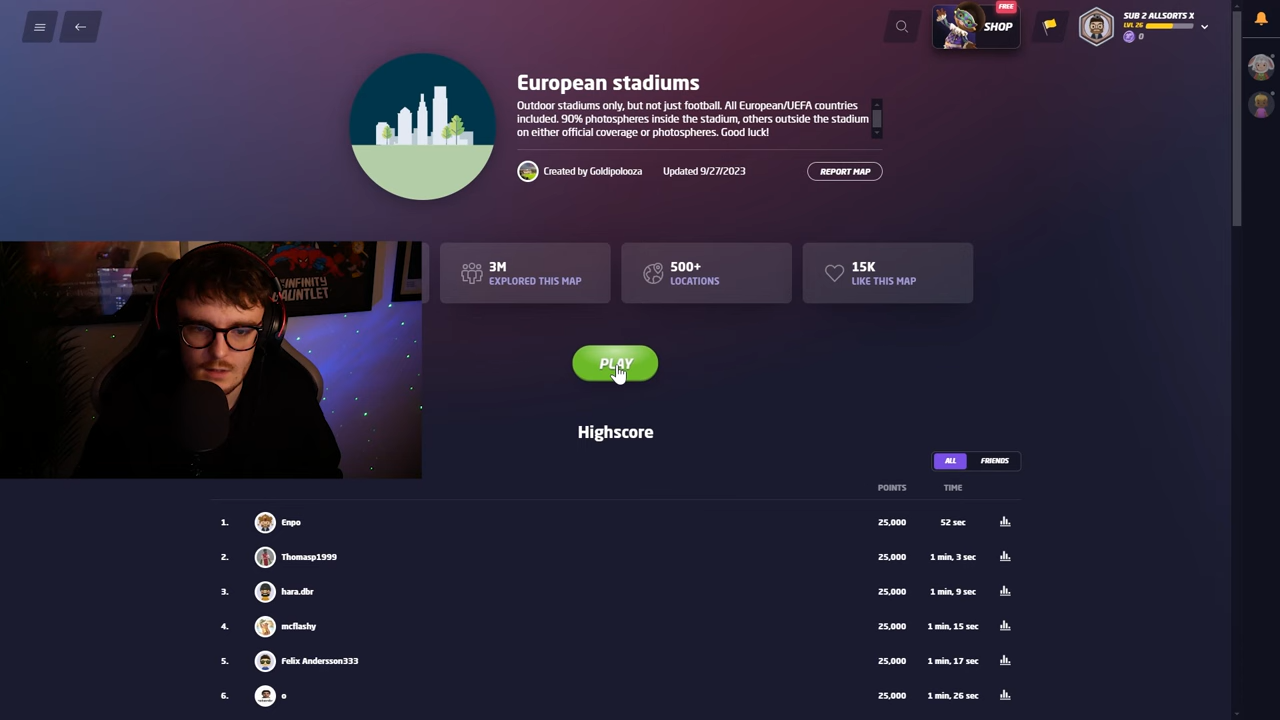 FREE
SHOP
SUB 2 ALLSORTS X
LVL 26
0
European stadiums
Outdoor stadiums only, but not just football. All European/UEFA countries
included. 90% photospheres inside the stadium, others outside the stadium
on either official coverage or photospheres. Good luck!
Created by Goldipolooza
Updated 9/27/2023
REPORT MAP
3M
EXPLORED THIS MAP
500+
LOCATIONS
15K
LIKE THIS MAP
INFINITY
GAUNTLET
PLAY
Highscore
ALL
FRIENDS
POINTS
TIME
1. Enpo 25,000 52 sec
2. Thomasp1999 25,000 1 min, 3 sec
3. hara.dbr 25,000 1 min, 9 sec
4. mcflashy 25,000 1 min, 15 sec
5. Felix Andersson333 25,000 1 min, 17 sec
6. o 25,000 1 min, 26 sec